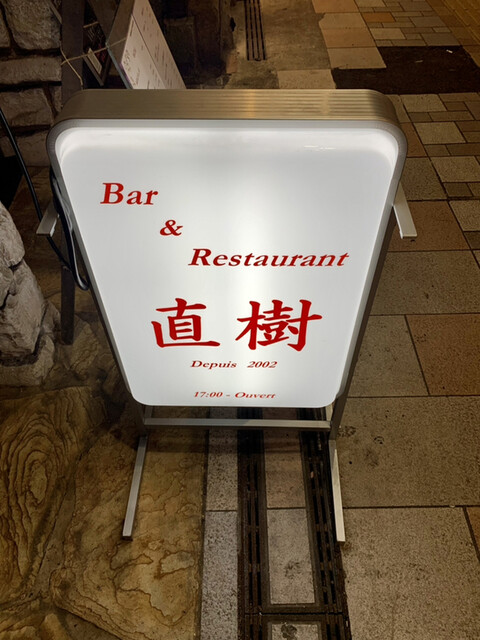 Bar
&
Restaurant
直樹
Depuis 2002
17:00 - Ouvert